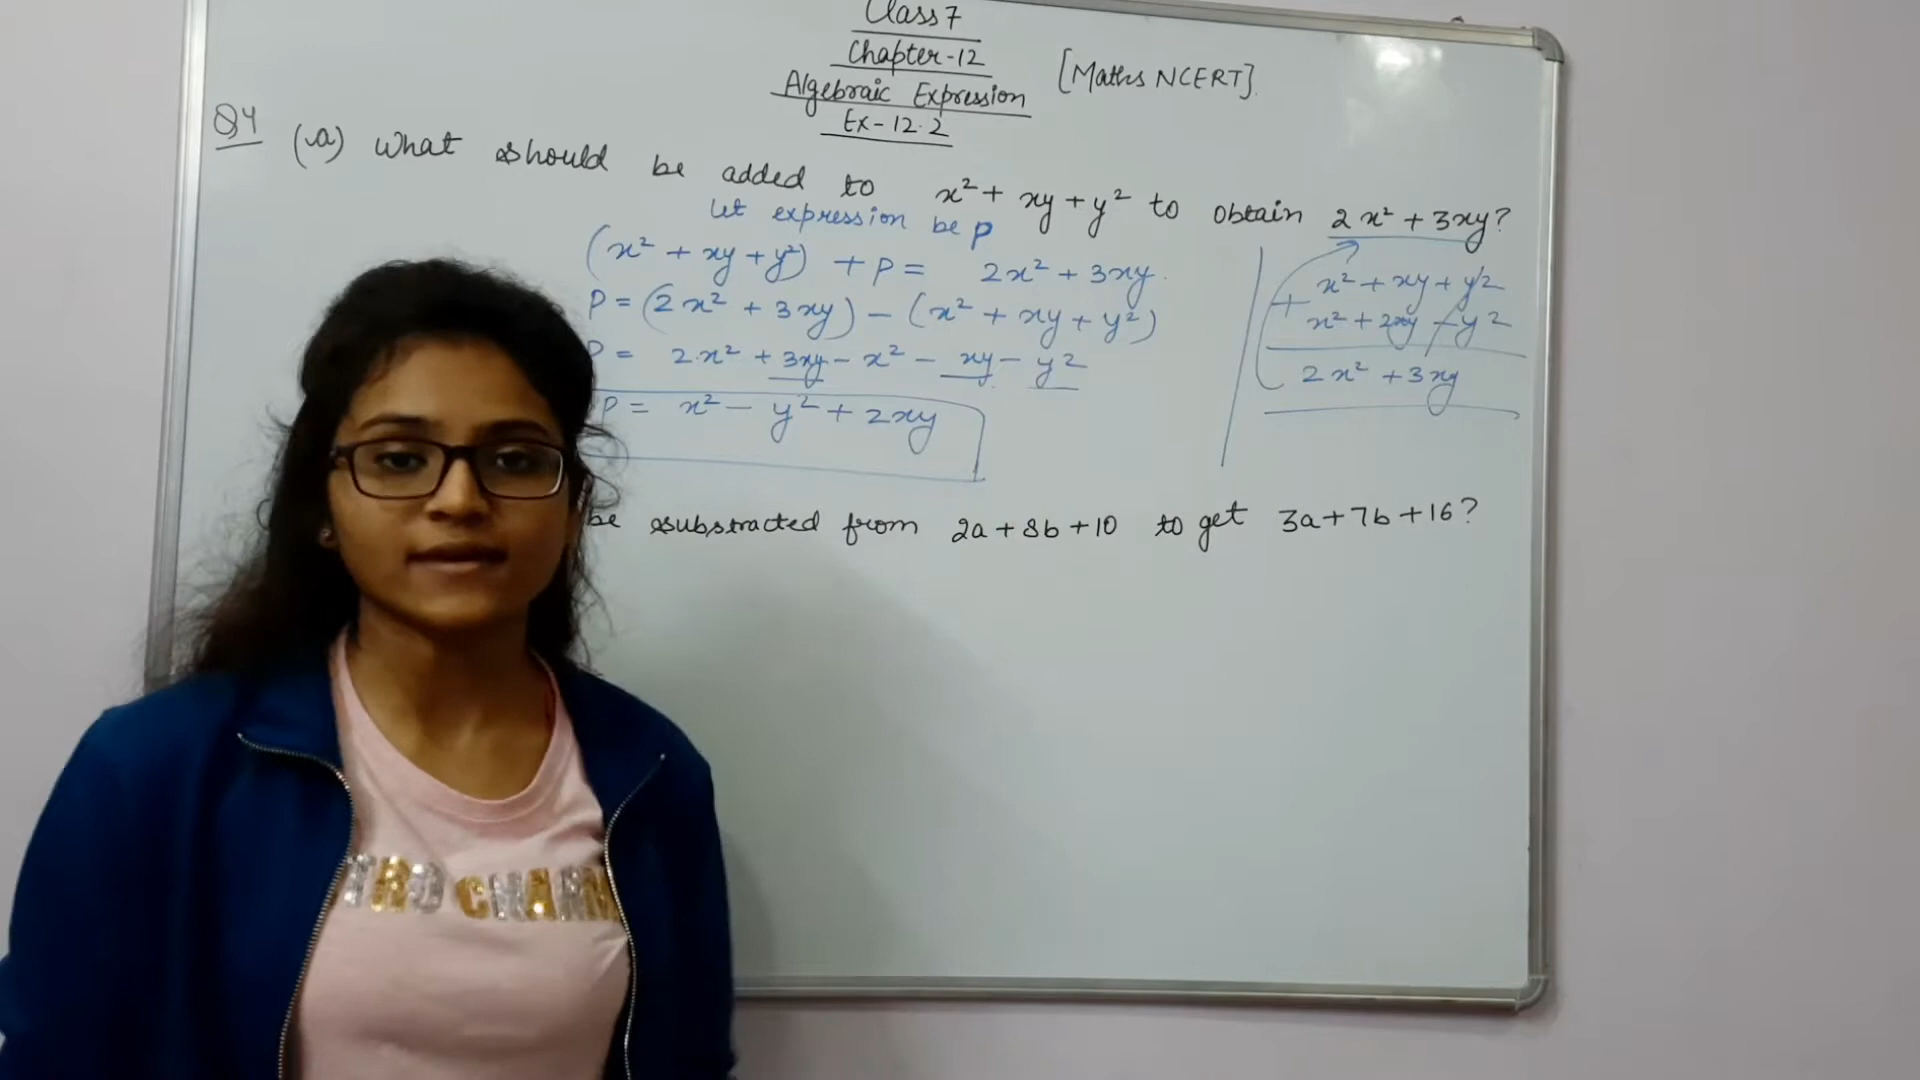 Class 7
Chapter-12
Algebraic Expression [Maths NCERT].
Ex-12.2
Q4 (a) What should be added to x² + xy + y² to obtain 2x² + 3xy?
let expression be p
(x² + xy + y²) + P = 2x² + 3xy.
P = (2x² + 3xy) - (x² + xy + y²)
P = 2x² + 3xy - x² - xy - y²
P = x² - y² + 2xy
x² + xy + y²
+ x² + 2xy - y²
2x² + 3xy
be substracted from 2a + 8b + 10 to get 3a + 7b + 16?
CHARM